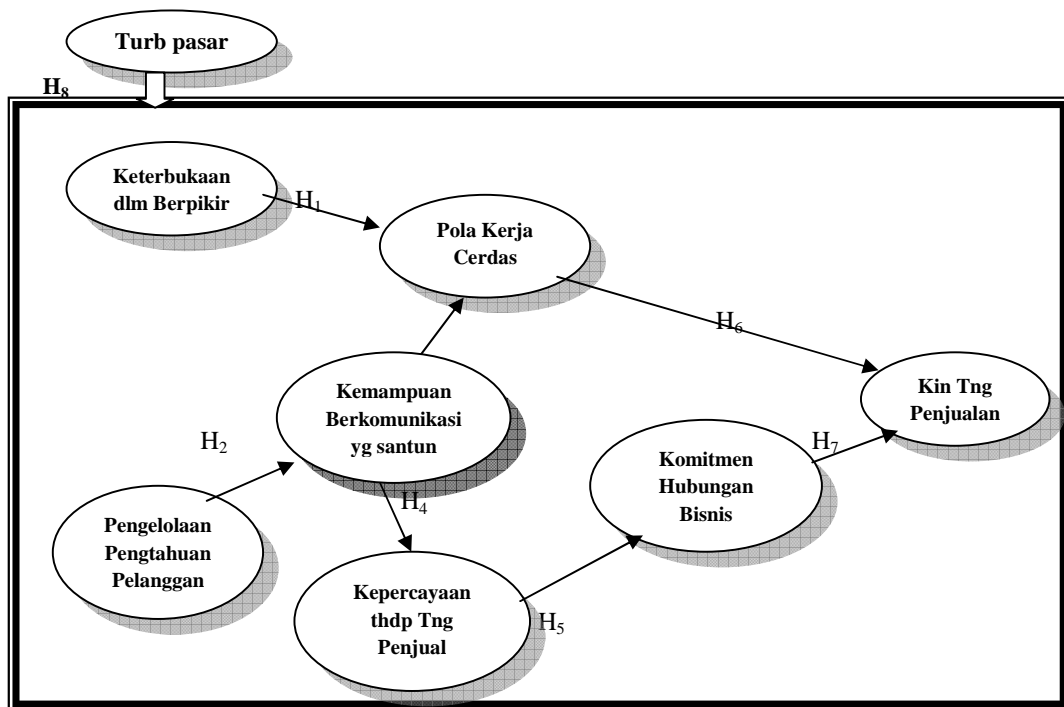 Turb pasar
H₈
Keterbukaan
dlm Berpikir
H₁
Pola Kerja
Cerdas
H₆
Kemampuan
Berkomunikasi
yg santun
Kin Tng
Penjualan
H₂
H₇
Komitmen
Hubungan
Bisnis
H₄
Pengelolaan
Pengtahuan
Pelanggan
Kepercayaan
thdp Tng
Penjual
H₅